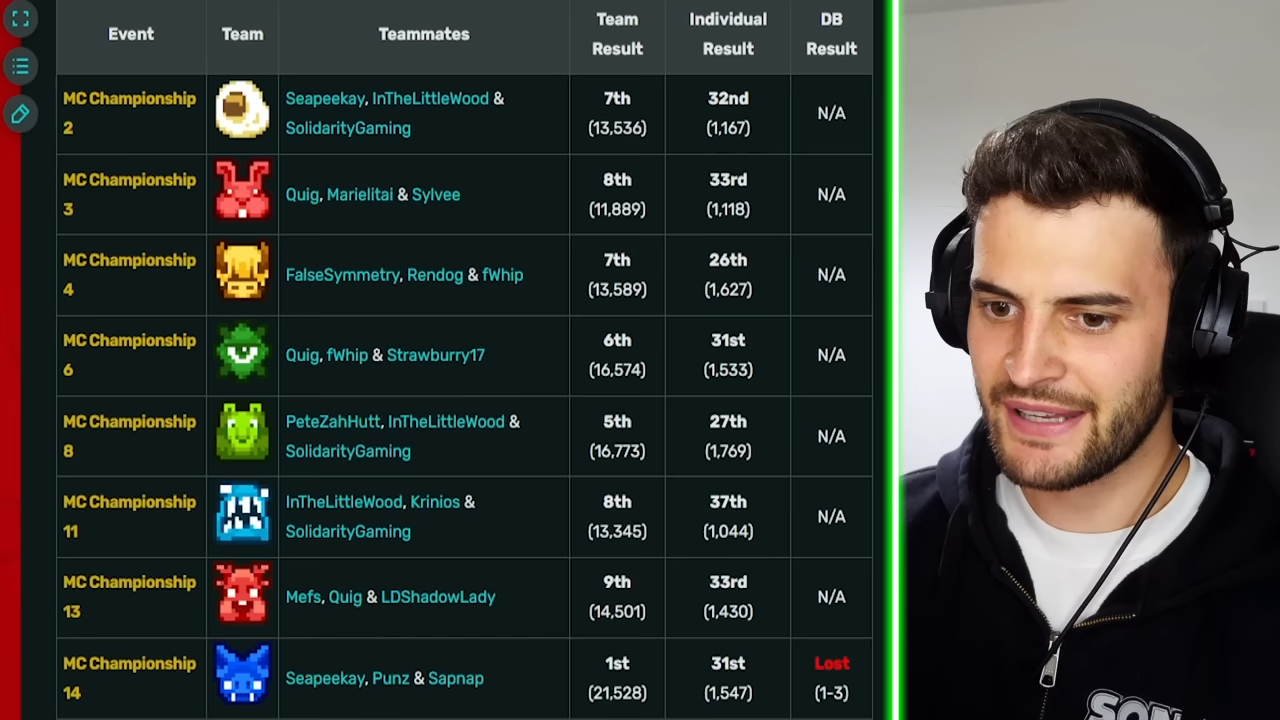 Event
Team
Teammates
Team
Result
Individual
Result
DB
Result
MC Championship
2
Seapeekay, InTheLittleWood &
SolidarityGaming
7th
(13,536)
32nd
(1,167)
N/A
MC Championship
3
Quig, Marielitai & Sylvee
8th
(11,889)
33rd
(1,118)
N/A
MC Championship
4
FalseSymmetry, Rendog & fWhip
7th
(13,589)
26th
(1,627)
N/A
MC Championship
6
Quig, fWhip & Strawburry17
6th
(16,574)
31st
(1,533)
N/A
MC Championship
8
PeteZahHutt, InTheLittleWood &
SolidarityGaming
5th
(16,773)
27th
(1,769)
N/A
MC Championship
11
InTheLittleWood, Krinios &
SolidarityGaming
8th
(13,345)
37th
(1,044)
N/A
MC Championship
13
Mefs, Quig & LDShadowLady
9th
(14,501)
33rd
(1,430)
N/A
MC Championship
14
Seapeekay, Punz & Sapnap
1st
(21,528)
31st
(1,547)
Lost
(1-3)